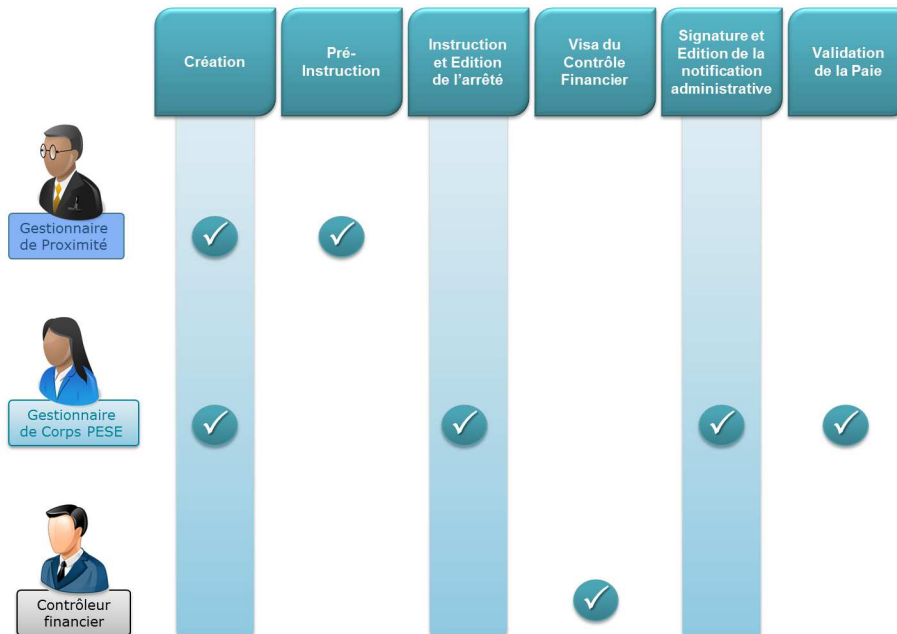 Création
Pré-
Instruction
Instruction
et Edition
de l'arrêté
Visa du
Contrôle
Financier
Signature et
Edition de la
notification
administrative
Validation
de la Paie
Gestionnaire
de Proximité
Gestionnaire
de Corps PESE
Contrôleur
financier